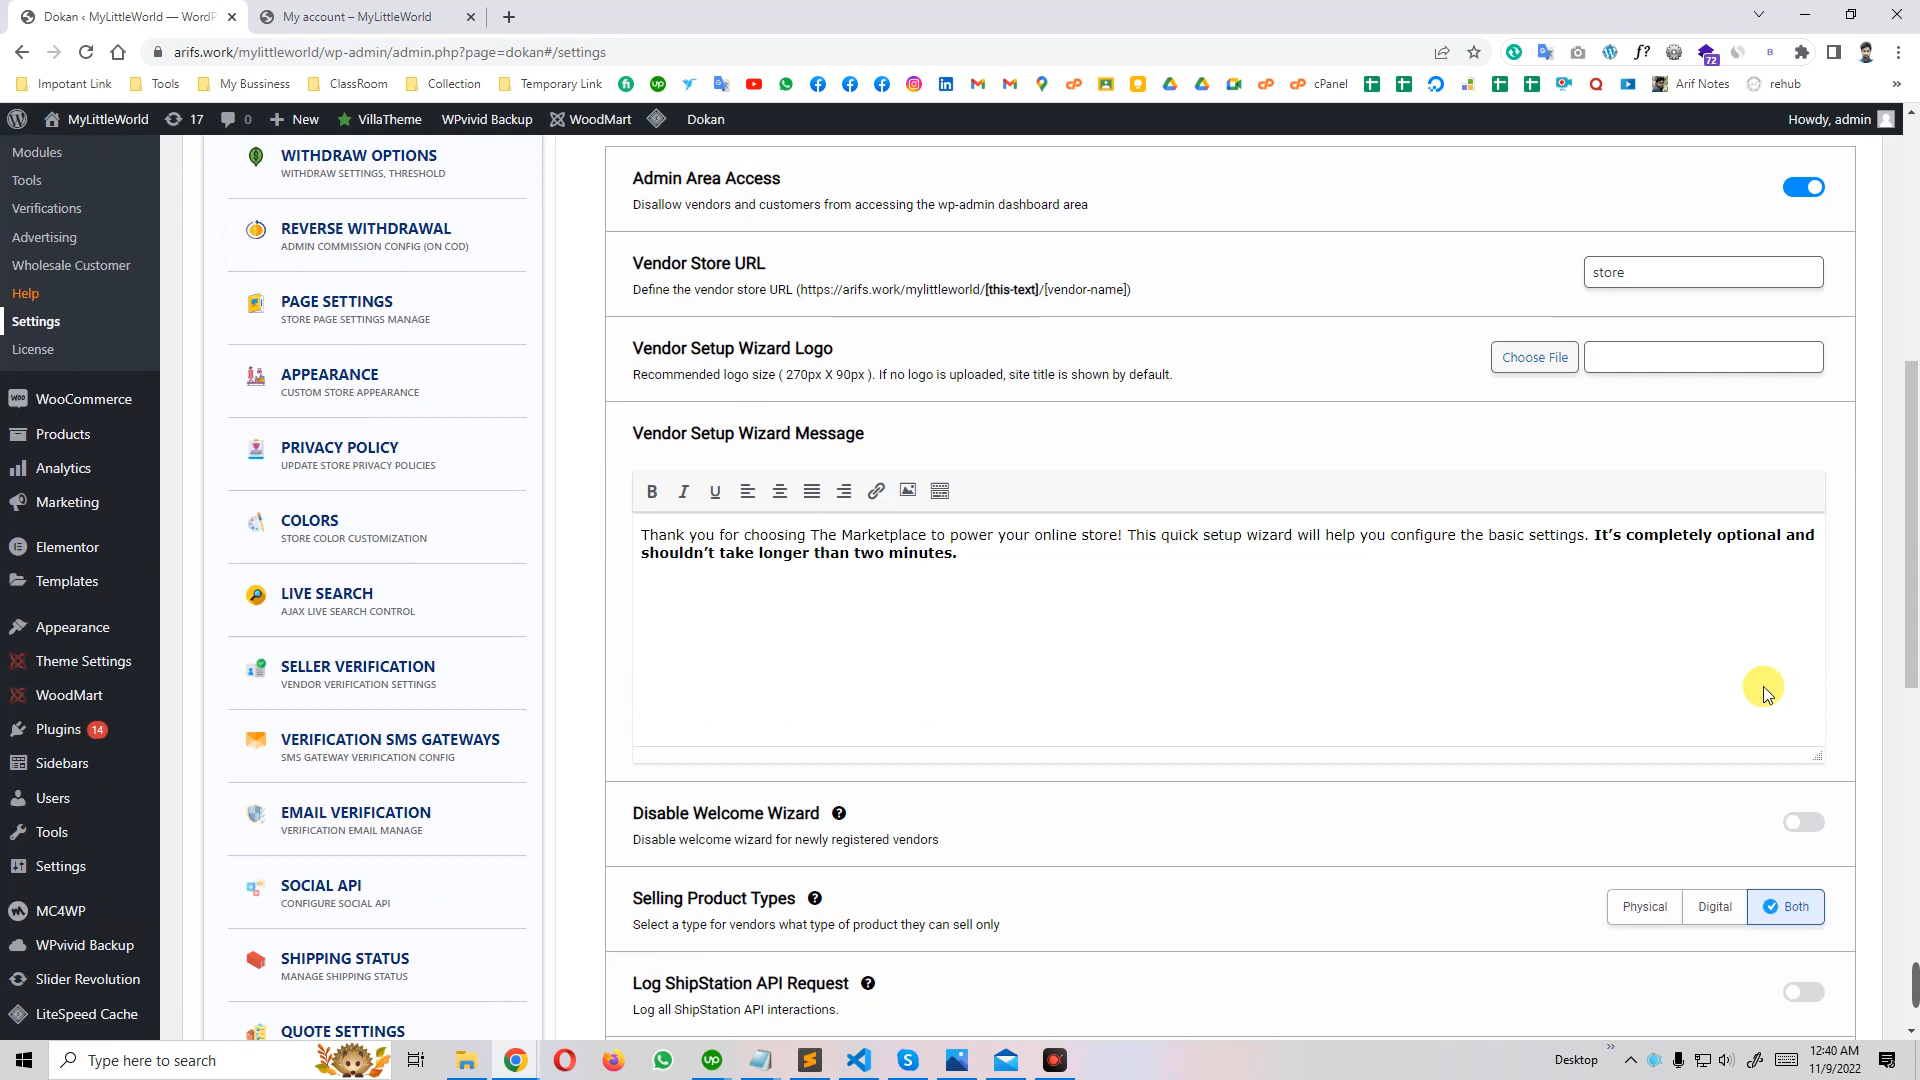 Dokan ‹ MyLittleWorld — WordP
My account – MyLittleWorld
arifs.work/mylittleworld/wp-admin/admin.php?page=dokan#/settings
72
Impotant Link
Tools
My Bussiness
ClassRoom
Collection
Temporary Link
cPanel
Arif Notes
rehub
MyLittleWorld
17
0
New
VillaTheme
WPvivid Backup
WoodMart
Dokan
Howdy, admin
Modules
Tools
Verifications
Advertising
Wholesale Customer
Help
Settings
License
WooCommerce
Products
Analytics
Marketing
Elementor
Templates
Appearance
Theme Settings
WoodMart
Plugins 14
Sidebars
Users
Tools
Settings
MC4WP
WPvivid Backup
Slider Revolution
LiteSpeed Cache
WITHDRAW OPTIONS
WITHDRAW SETTINGS, THRESHOLD
REVERSE WITHDRAWAL
ADMIN COMMISSION CONFIG (ON COD)
PAGE SETTINGS
STORE PAGE SETTINGS MANAGE
APPEARANCE
CUSTOM STORE APPEARANCE
PRIVACY POLICY
UPDATE STORE PRIVACY POLICIES
COLORS
STORE COLOR CUSTOMIZATION
LIVE SEARCH
AJAX LIVE SEARCH CONTROL
SELLER VERIFICATION
VENDOR VERIFICATION SETTINGS
VERIFICATION SMS GATEWAYS
SMS GATEWAY VERIFICATION CONFIG
EMAIL VERIFICATION
VERIFICATION EMAIL MANAGE
SOCIAL API
CONFIGURE SOCIAL API
SHIPPING STATUS
MANAGE SHIPPING STATUS
QUOTE SETTINGS
Admin Area Access
Disallow vendors and customers from accessing the wp-admin dashboard area
Vendor Store URL
Define the vendor store URL (https://arifs.work/mylittleworld/[this-text]/[vendor-name])
store
Vendor Setup Wizard Logo
Recommended logo size ( 270px X 90px ). If no logo is uploaded, site title is shown by default.
Choose File
Vendor Setup Wizard Message
B I U
Thank you for choosing The Marketplace to power your online store! This quick setup wizard will help you configure the basic settings. It’s completely optional and
shouldn’t take longer than two minutes.
Disable Welcome Wizard
Disable welcome wizard for newly registered vendors
Selling Product Types
Select a type for vendors what type of product they can sell only
Physical
Digital
Both
Log ShipStation API Request
Log all ShipStation API interactions.
Type here to search
Desktop
12:40 AM
11/9/2022